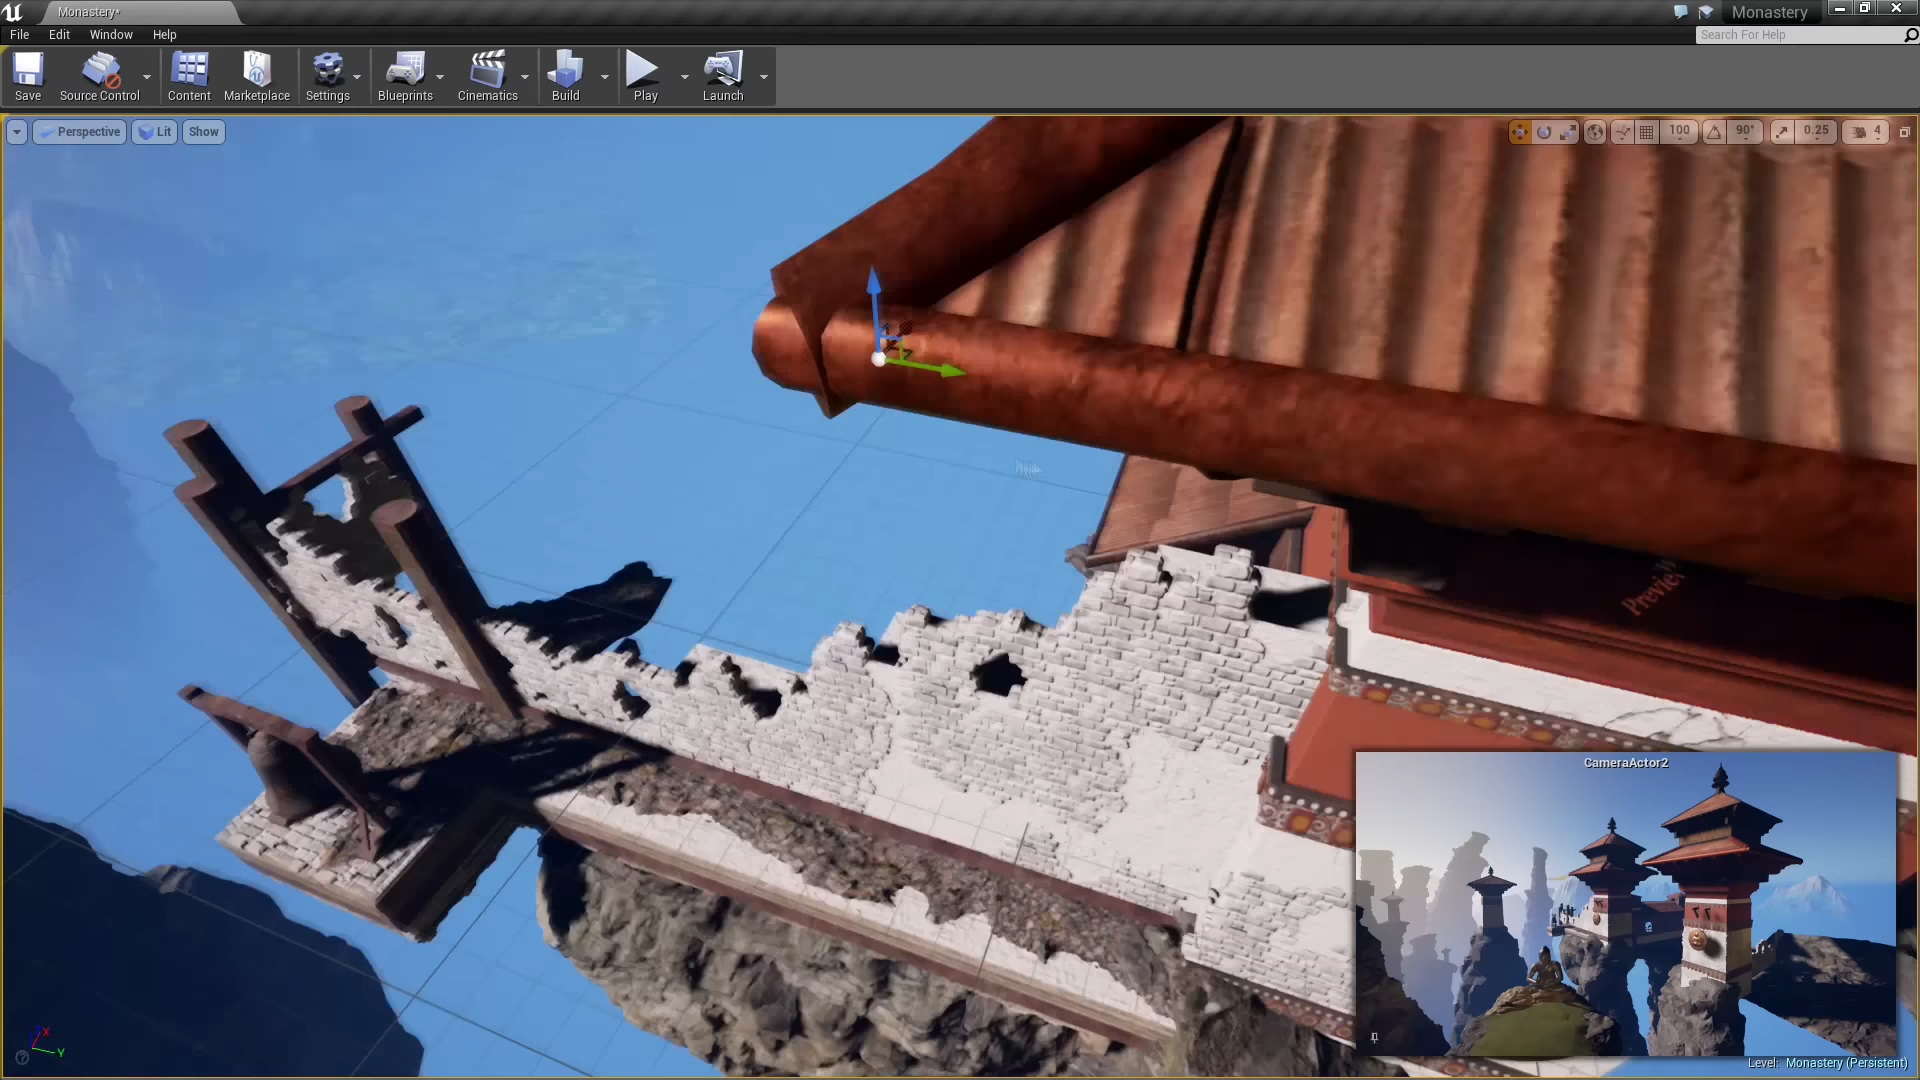 Monastery*
Monastery
File Edit Window Help
Search For Help
Save Source Control Content Marketplace Settings Blueprints Cinematics Build Play Launch
Perspective Lit Show
100 90° 0.25 4
Preview
CameraActor2
X
Y
Level: Monastery (Persistent)